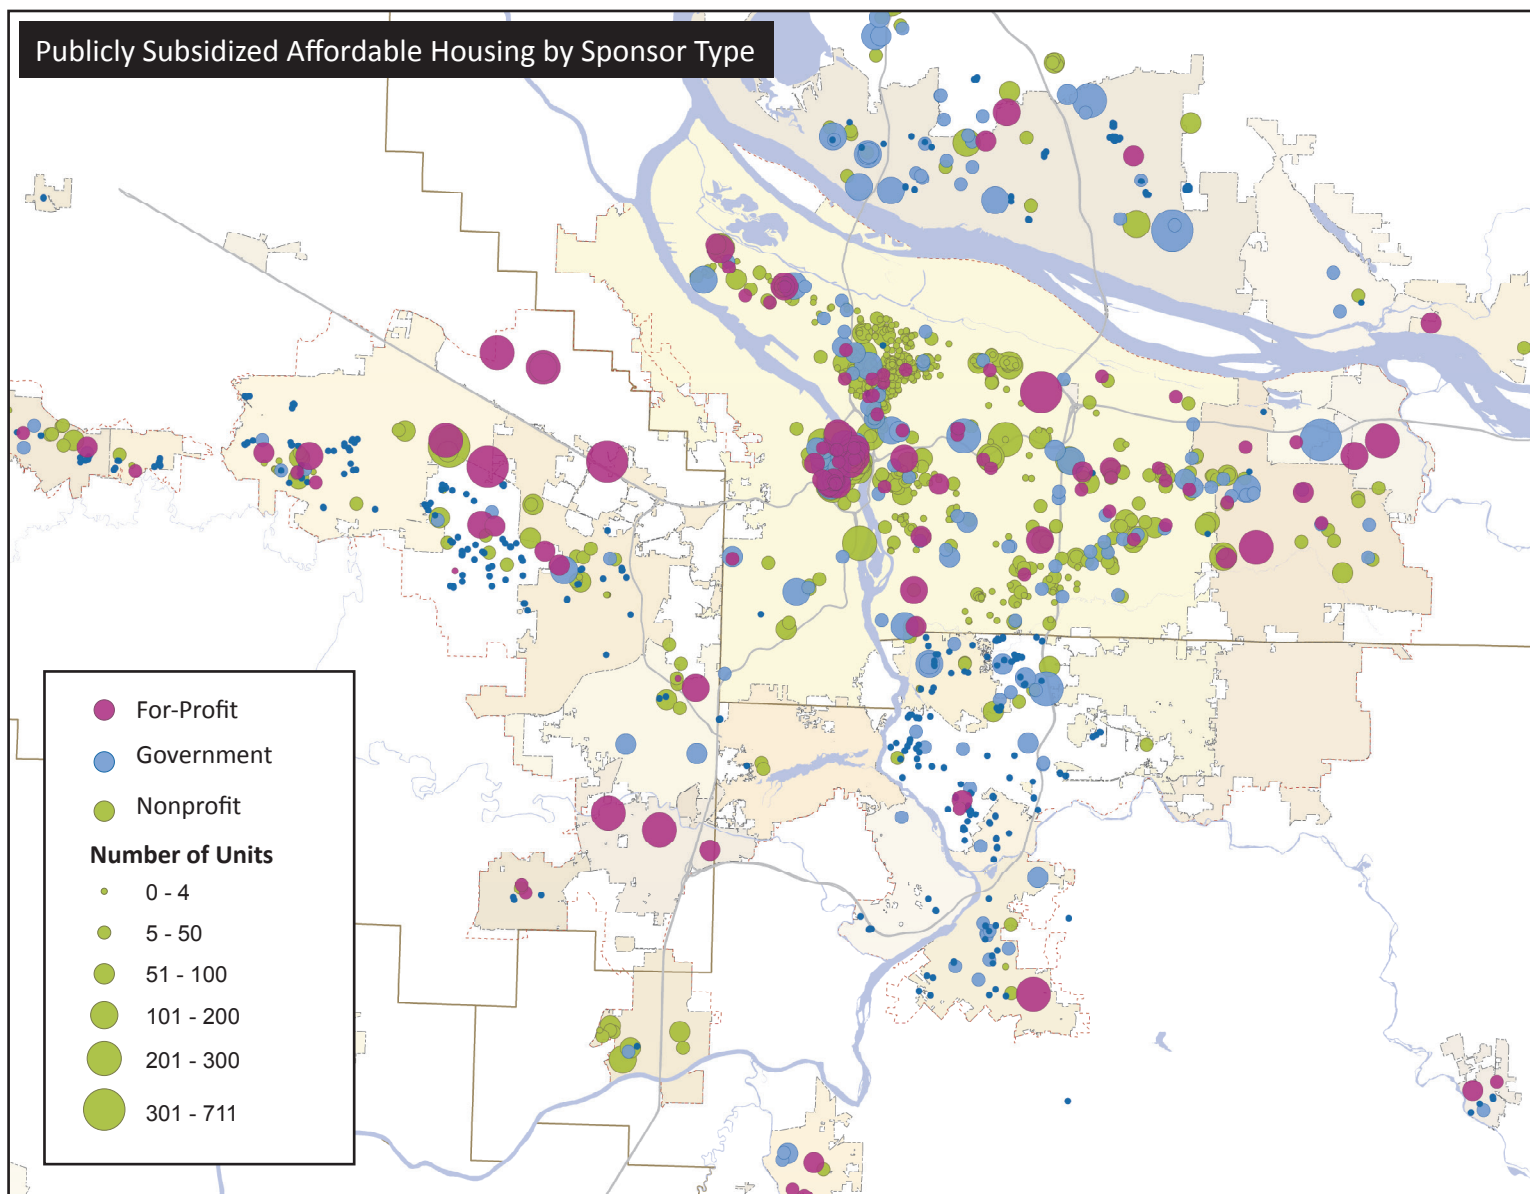 Publicly Subsidized Affordable Housing by Sponsor Type
For-Profit
Government
Nonprofit
Number of Units
0 - 4
5 - 50
51 - 100
101 - 200
201 - 300
301 - 711